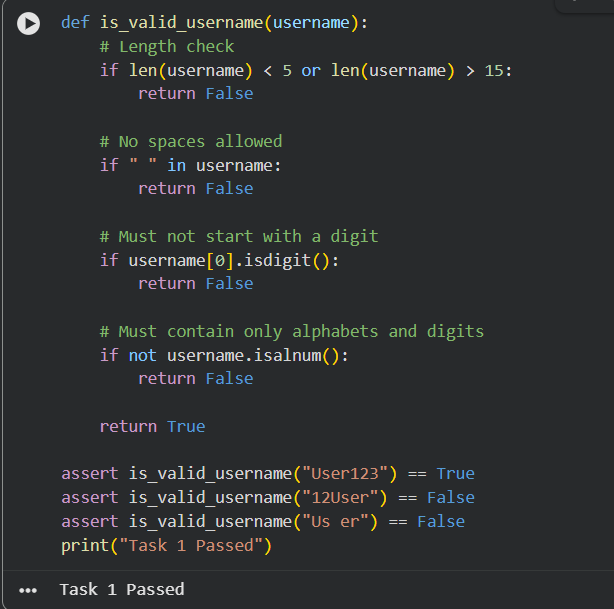 def is_valid_username(username):
    # Length check
    if len(username) < 5 or len(username) > 15:
        return False

    # No spaces allowed
    if " " in username:
        return False

    # Must not start with a digit
    if username[0].isdigit():
        return False

    # Must contain only alphabets and digits
    if not username.isalnum():
        return False

    return True

assert is_valid_username("User123") == True
assert is_valid_username("12User") == False
assert is_valid_username("Us er") == False
print("Task 1 Passed")
Task 1 Passed